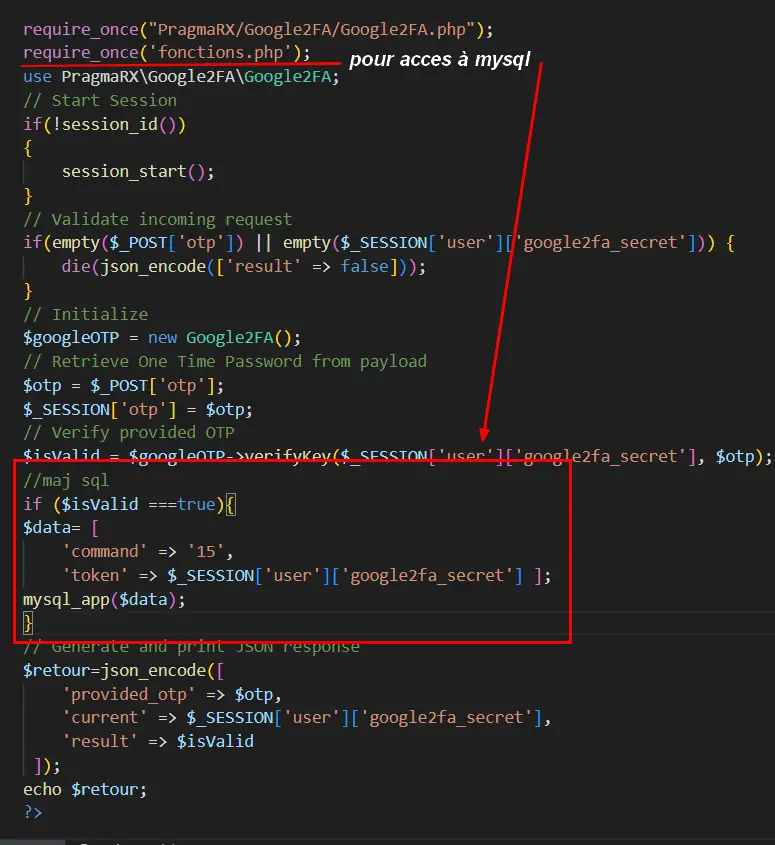 require_once("PragmaRX/Google2FA/Google2FA.php");
require_once('fonctions.php');
pour acces à mysql
use PragmaRX\Google2FA\Google2FA;
// Start Session
if(!session_id())
{
    session_start();
}
// Validate incoming request
if(empty($_POST['otp']) || empty($_SESSION['user']['google2fa_secret'])) {
    die(json_encode(['result' => false]));
}
// Initialize
$googleOTP = new Google2FA();
// Retrieve One Time Password from payload
$otp = $_POST['otp'];
$_SESSION['otp'] = $otp;
// Verify provided OTP
$isValid = $googleOTP->verifyKey($_SESSION['user']['google2fa_secret'], $otp);
//maj sql
if ($isValid ===true){
$data= [
    'command' => '15',
    'token' => $_SESSION['user']['google2fa_secret'] ];
mysql_app($data);
}
// Generate and print JSON response
$retour=json_encode([
    'provided_otp' => $otp,
    'current' => $_SESSION['user']['google2fa_secret'],
    'result' => $isValid
 ]);
echo $retour;
?>